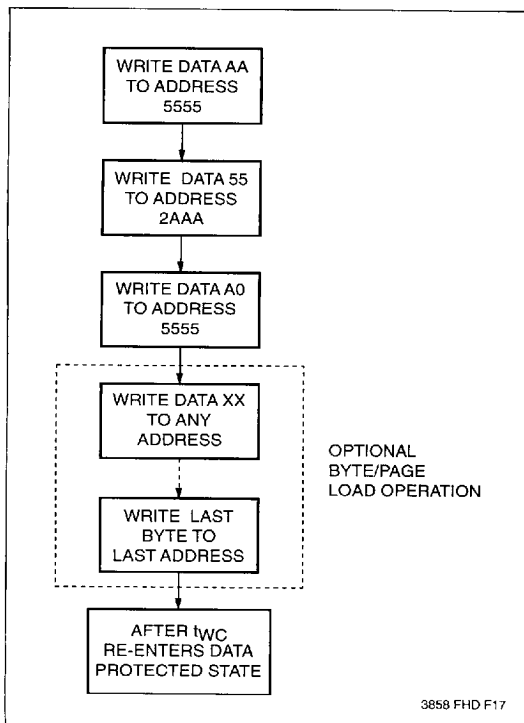 WRITE DATA AA
TO ADDRESS
5555
WRITE DATA 55
TO ADDRESS
2AAA
WRITE DATA A0
TO ADDRESS
5555
WRITE DATA XX
TO ANY
ADDRESS
OPTIONAL
BYTE/PAGE
LOAD OPERATION
WRITE LAST
BYTE TO
LAST ADDRESS
AFTER tWC
RE-ENTERS DATA
PROTECTED STATE
3858 FHD F17